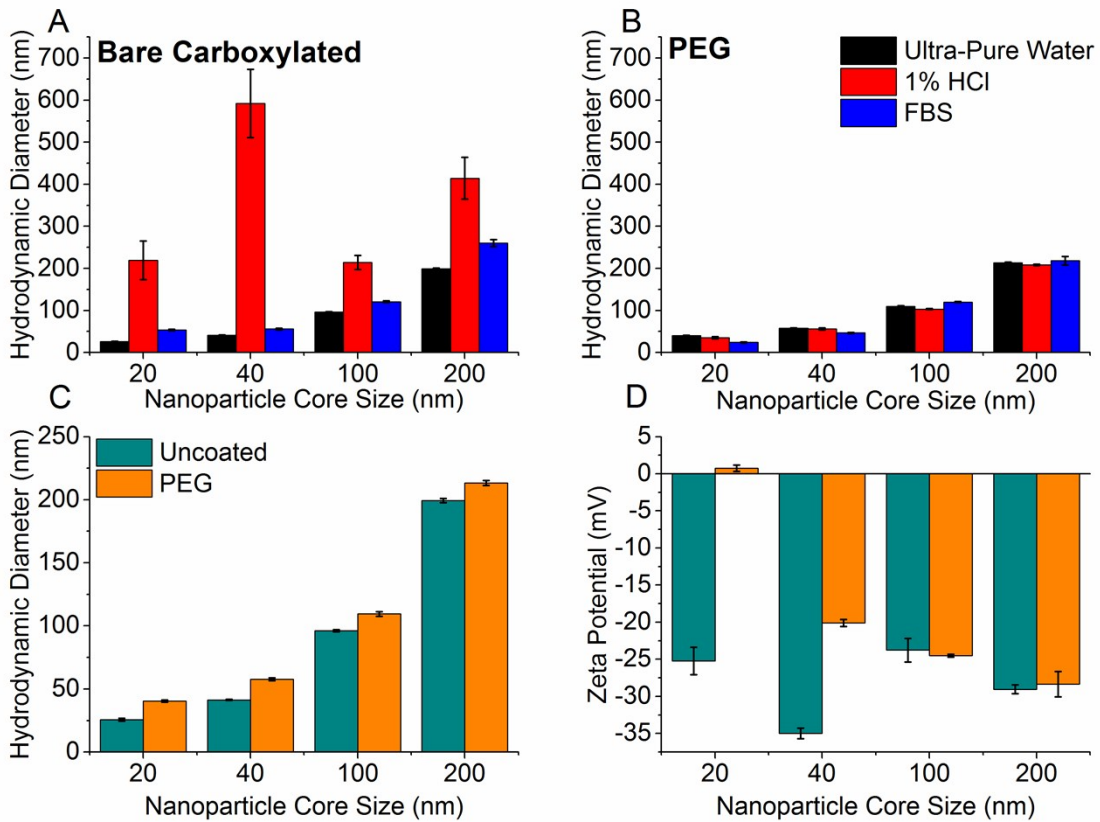 A
Bare Carboxylated
Hydrodynamic Diameter (nm)
700
600
500
400
300
200
100
0
20 40 100 200
Nanoparticle Core Size (nm)
B
PEG
Ultra-Pure Water
1% HCl
FBS
Hydrodynamic Diameter (nm)
700
600
500
400
300
200
100
0
20 40 100 200
Nanoparticle Core Size (nm)
C
Uncoated
PEG
Hydrodynamic Diameter (nm)
250
200
150
100
50
0
20 40 100 200
Nanoparticle Core Size (nm)
D
Zeta Potential (mV)
5
0
-5
-10
-15
-20
-25
-30
-35
20 40 100 200
Nanoparticle Core Size (nm)